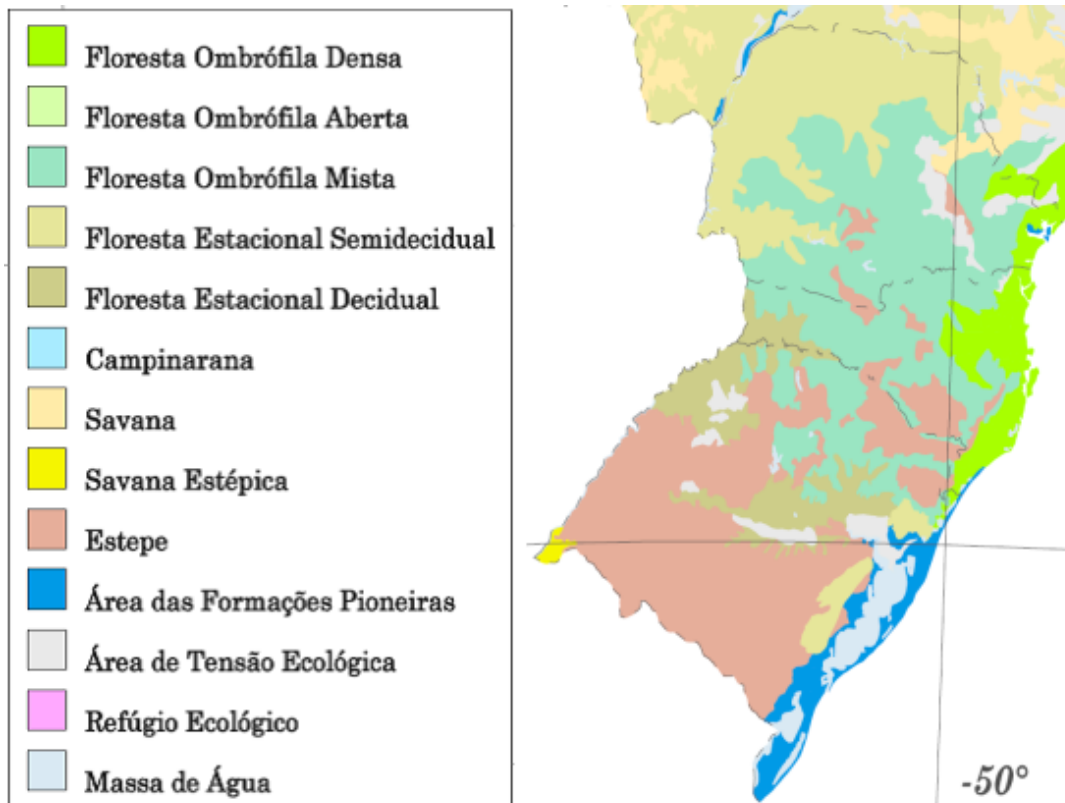 Floresta Ombrófila Densa
Floresta Ombrófila Aberta
Floresta Ombrófila Mista
Floresta Estacional Semidecidual
Floresta Estacional Decidual
Campinarana
Savana
Savana Estépica
Estepe
Área das Formações Pioneiras
Área de Tensão Ecológica
Refúgio Ecológico
Massa de Água
-50°